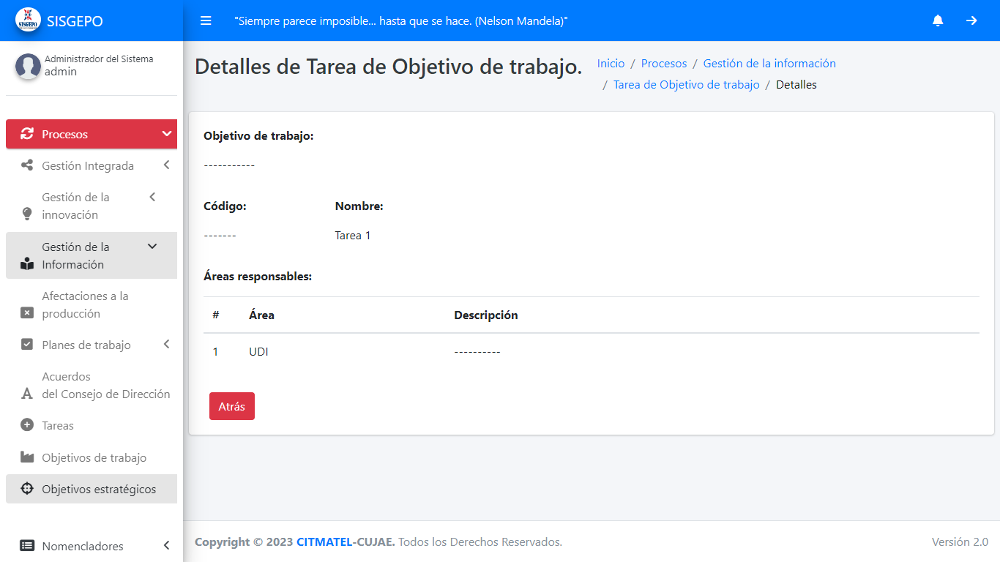 SISGEPO
SISGEPO
"Siempre parece imposible... hasta que se hace. (Nelson Mandela)"
Administrador del Sistema
admin
Procesos
Gestión Integrada
Gestión de la
innovación
Gestión de la
Información
Afectaciones a la
producción
Planes de trabajo
Acuerdos
del Consejo de Dirección
Tareas
Objetivos de trabajo
Objetivos estratégicos
Nomencladores
Detalles de Tarea de Objetivo de trabajo.
Inicio / Procesos / Gestión de la información
/ Tarea de Objetivo de trabajo / Detalles
Objetivo de trabajo:
-----------
Código: Nombre:
------- Tarea 1
Áreas responsables:
# Área Descripción
1 UDI ----------
Atrás
Copyright © 2023 CITMATEL-CUJAE. Todos los Derechos Reservados.
Versión 2.0